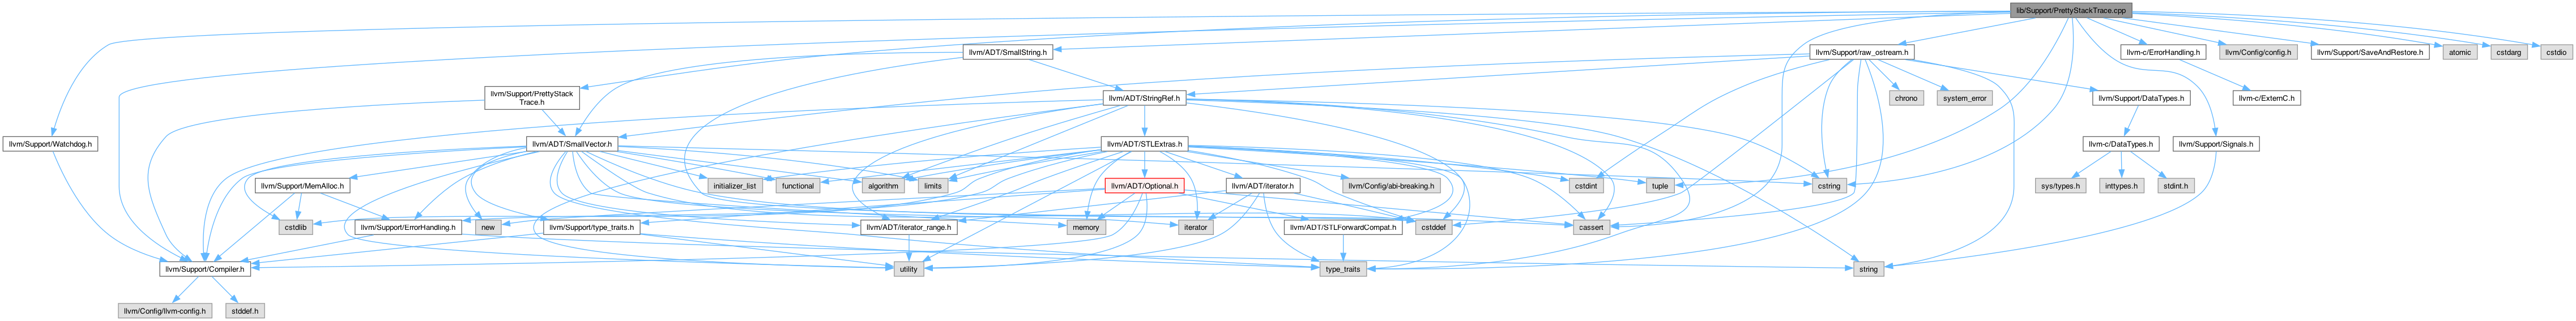 lib/Support/PrettyStackTrace.cpp
llvm/ADT/SmallString.h
llvm/Support/raw_ostream.h
llvm-c/ErrorHandling.h
llvm/Config/config.h
llvm/Support/SaveAndRestore.h
atomic
cstdarg
cstdio
llvm/Support/PrettyStack
Trace.h
llvm/ADT/StringRef.h
chrono
system_error
llvm/Support/DataTypes.h
llvm-c/ExternC.h
llvm/Support/Watchdog.h
llvm/ADT/SmallVector.h
llvm/ADT/STLExtras.h
llvm-c/DataTypes.h
llvm/Support/Signals.h
llvm/Support/MemAlloc.h
initializer_list
functional
algorithm
limits
llvm/ADT/Optional.h
llvm/ADT/iterator.h
llvm/Config/abi-breaking.h
cstdint
tuple
cstring
sys/types.h
inttypes.h
stdint.h
cstdlib
llvm/Support/ErrorHandling.h
new
llvm/Support/type_traits.h
llvm/ADT/iterator_range.h
memory
iterator
llvm/ADT/STLForwardCompat.h
cstddef
cassert
llvm/Support/Compiler.h
utility
type_traits
string
llvm/Config/llvm-config.h
stddef.h